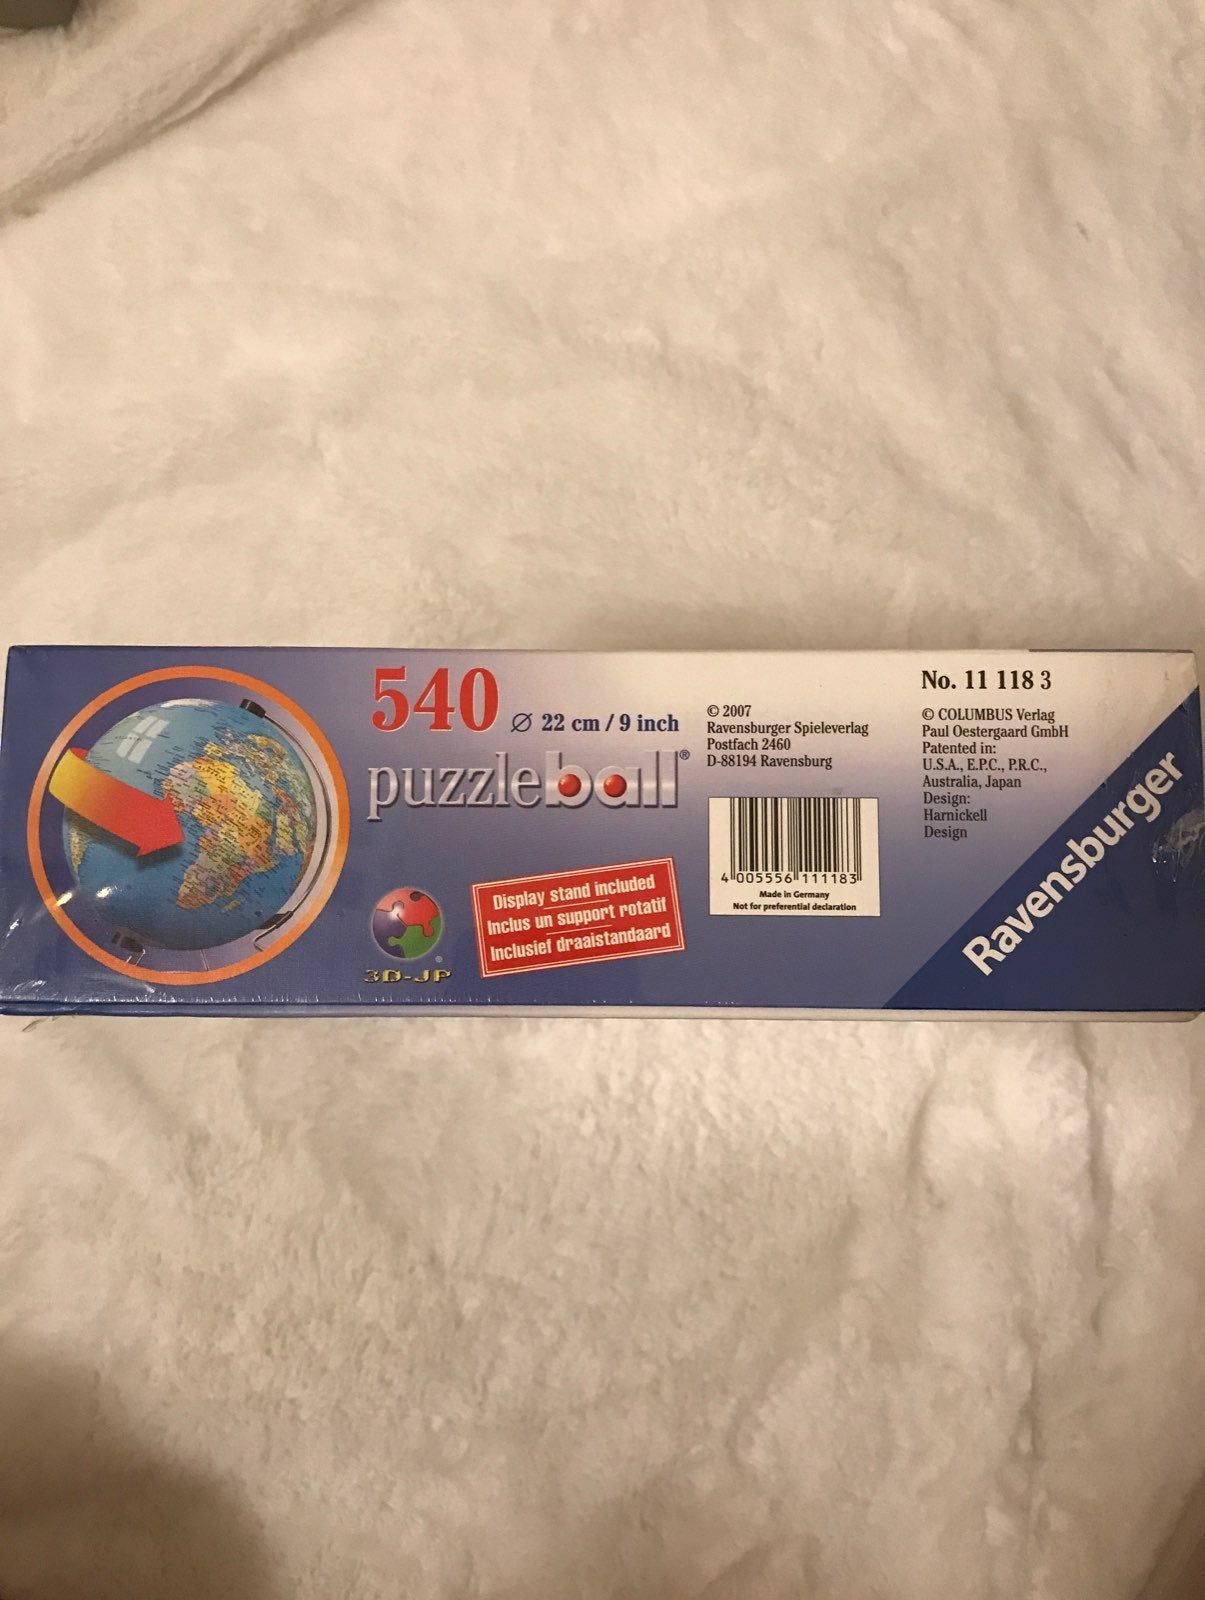 540
Ø 22 cm / 9 inch
puzzleball®
3D-JP
®
Display stand included
Inclus un support rotatif
Inclusief draaistandaard
© 2007
Ravensburger Spieleverlag
Postfach 2460
D-88194 Ravensburg
4 005556 111183
Made in Germany
Not for preferential declaration
No. 11 118 3
© COLUMBUS Verlag
Paul Oestergaard GmbH
Patented in:
U.S.A., E.P.C., P.R.C.,
Australia, Japan
Design:
Harnickell
Design
Ravensburger